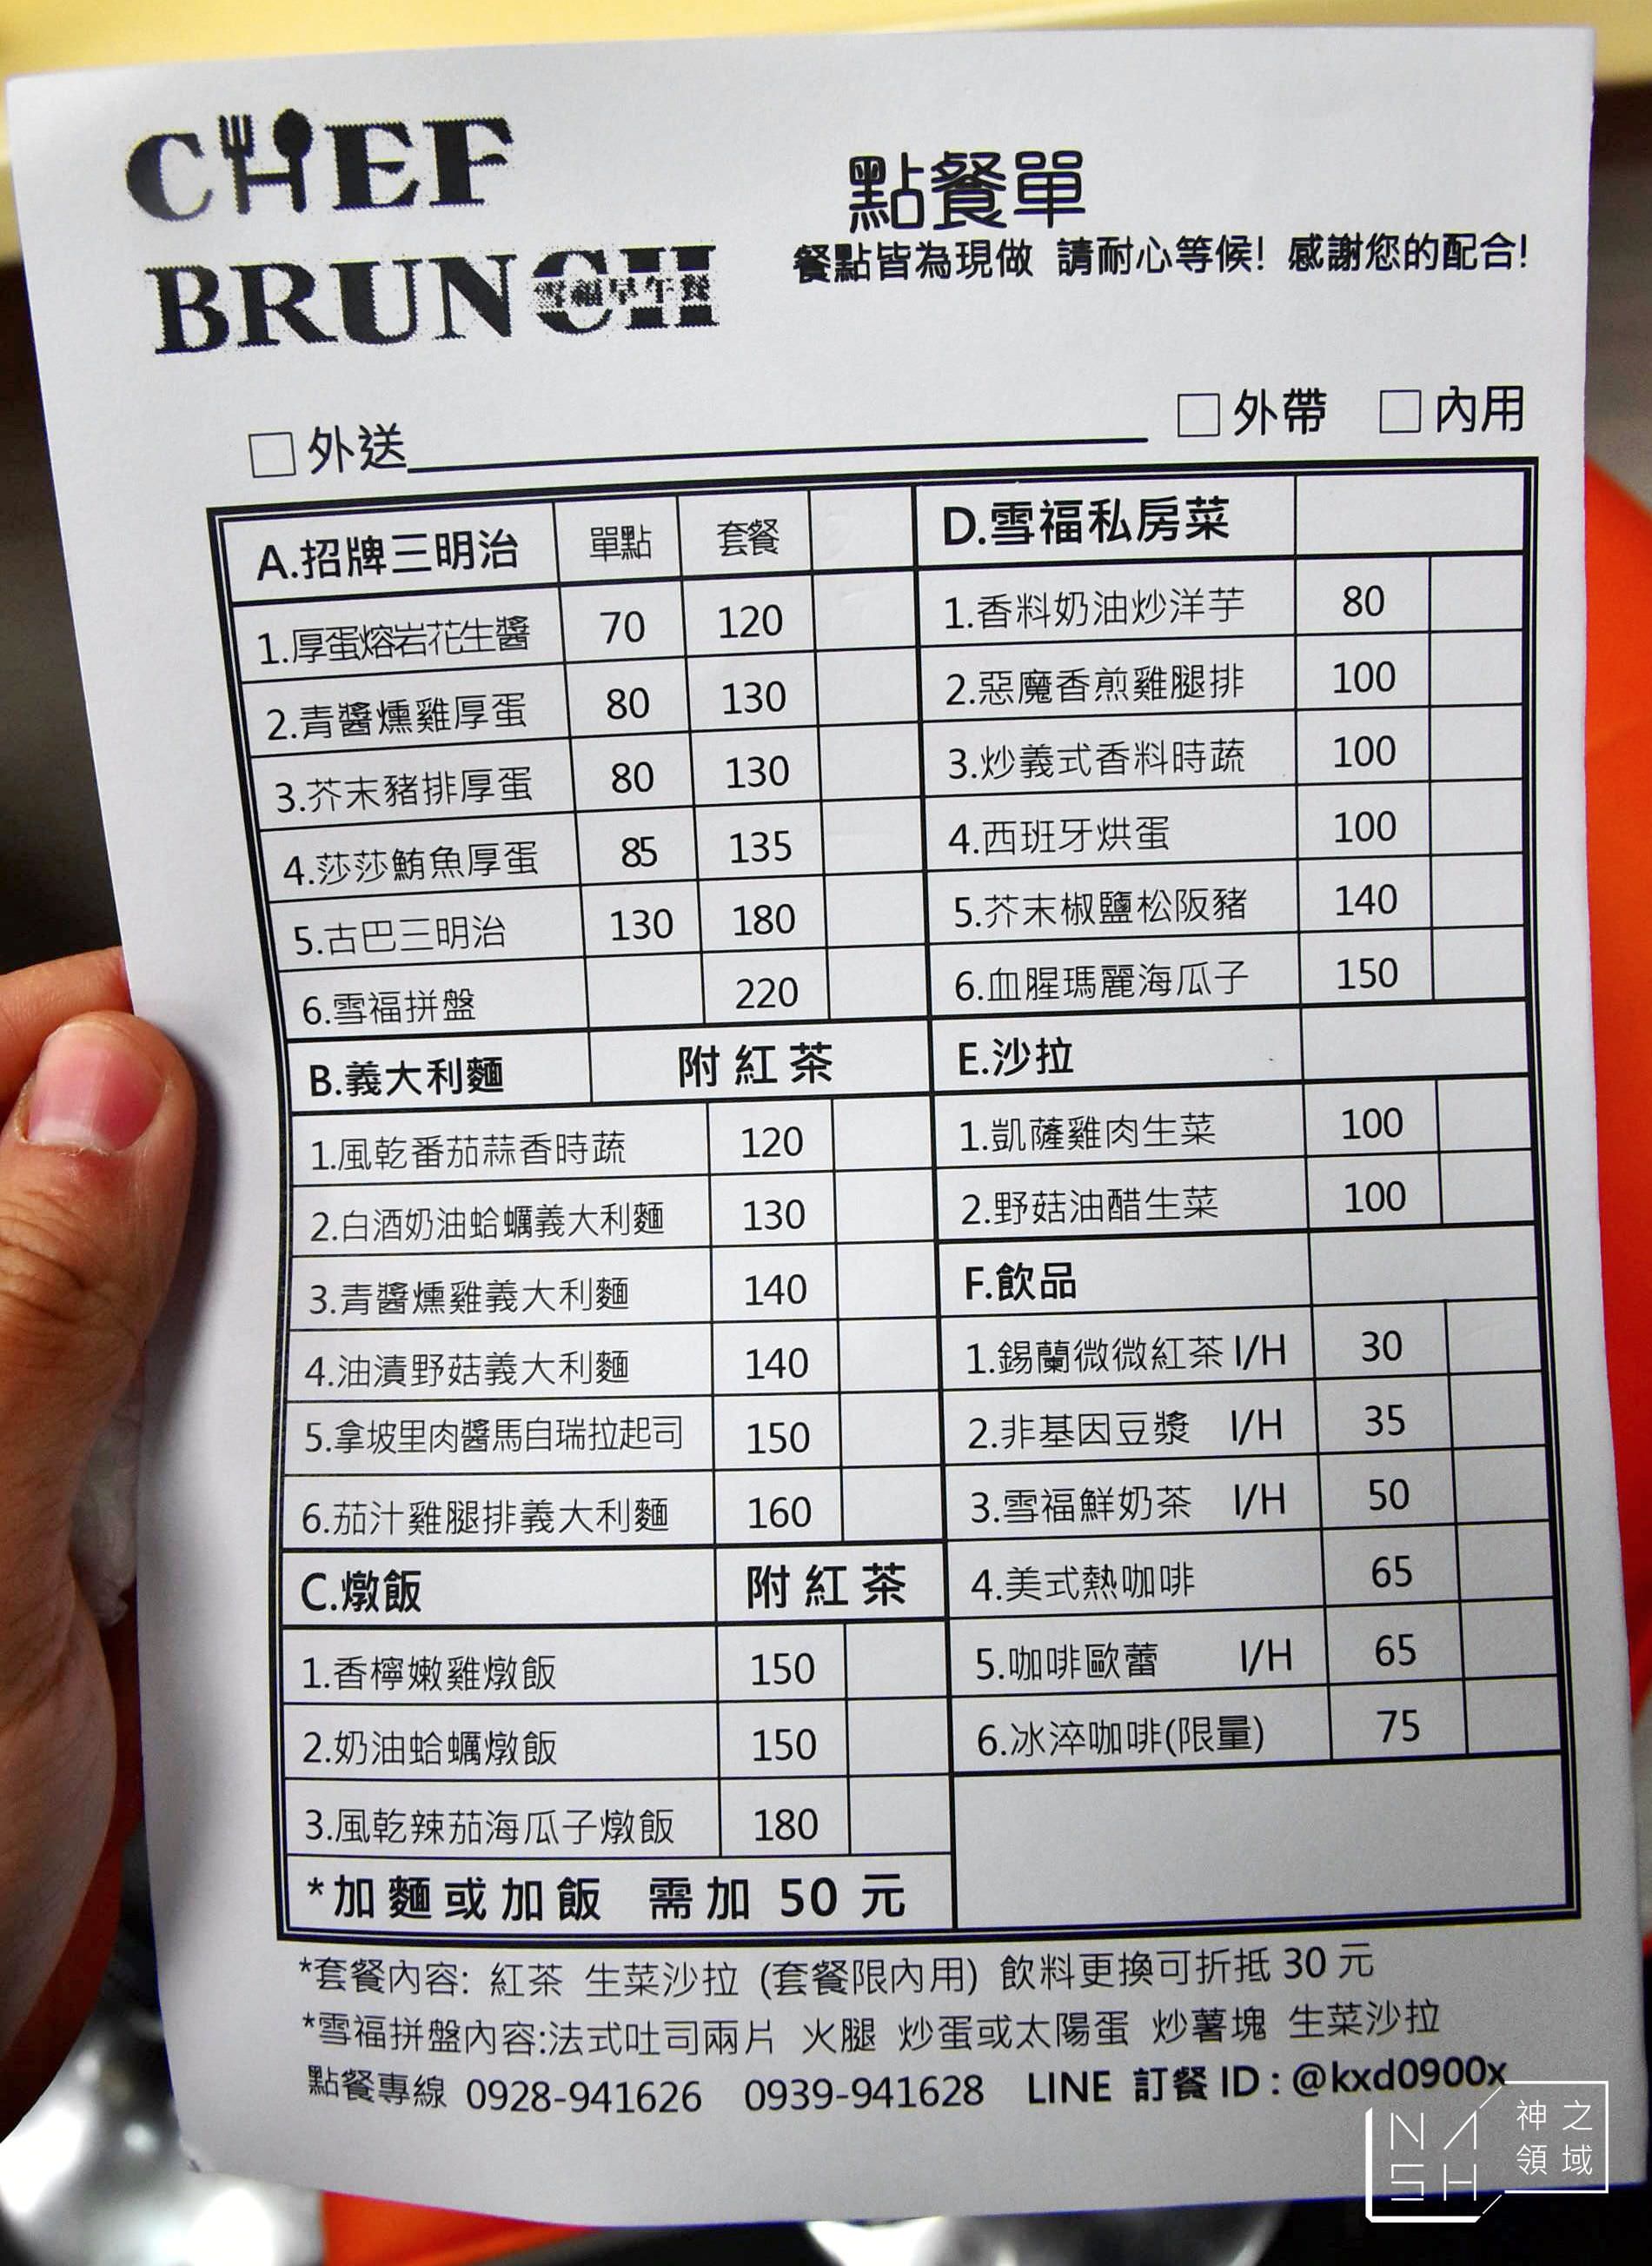 CHEF
BRUNCH
雪福早午餐
點餐單
餐點皆為現做 請耐心等候! 感謝您的配合!
□外送 □外帶 □內用
A.招牌三明治 單點 套餐
1.厚蛋熔岩花生醬 70 120
2.青醬燻雞厚蛋 80 130
3.芥末豬排厚蛋 80 130
4.莎莎鮪魚厚蛋 85 135
5.古巴三明治 130 180
6.雪福拼盤 220
B.義大利麵 附紅茶
1.風乾番茄蒜香時蔬 120
2.白酒奶油蛤蠣義大利麵 130
3.青醬燻雞義大利麵 140
4.油漬野菇義大利麵 140
5.拿坡里肉醬馬自瑞拉起司 150
6.茄汁雞腿排義大利麵 160
C.燉飯 附紅茶
1.香檸嫩雞燉飯 150
2.奶油蛤蠣燉飯 150
3.風乾辣茄海瓜子燉飯 180
*加麵或加飯 需加 50 元
D.雪福私房菜
1.香料奶油炒洋芋 80
2.惡魔香煎雞腿排 100
3.炒義式香料時蔬 100
4.西班牙烘蛋 100
5.芥末椒鹽松阪豬 140
6.血腥瑪麗海瓜子 150
E.沙拉
1.凱薩雞肉生菜 100
2.野菇油醋生菜 100
F.飲品
1.錫蘭微微紅茶 I/H 30
2.非基因豆漿 I/H 35
3.雪福鮮奶茶 I/H 50
4.美式熱咖啡 65
5.咖啡歐蕾 I/H 65
6.冰淬咖啡(限量) 75
*套餐內容: 紅茶 生菜沙拉 (套餐限內用) 飲料更換可折抵 30 元
*雪福拼盤內容:法式吐司兩片 火腿 炒蛋或太陽蛋 炒薯塊 生菜沙拉
點餐專線 0928-941626 0939-941628 LINE 訂餐 ID : @kxd0900x
NASH
神之
領域